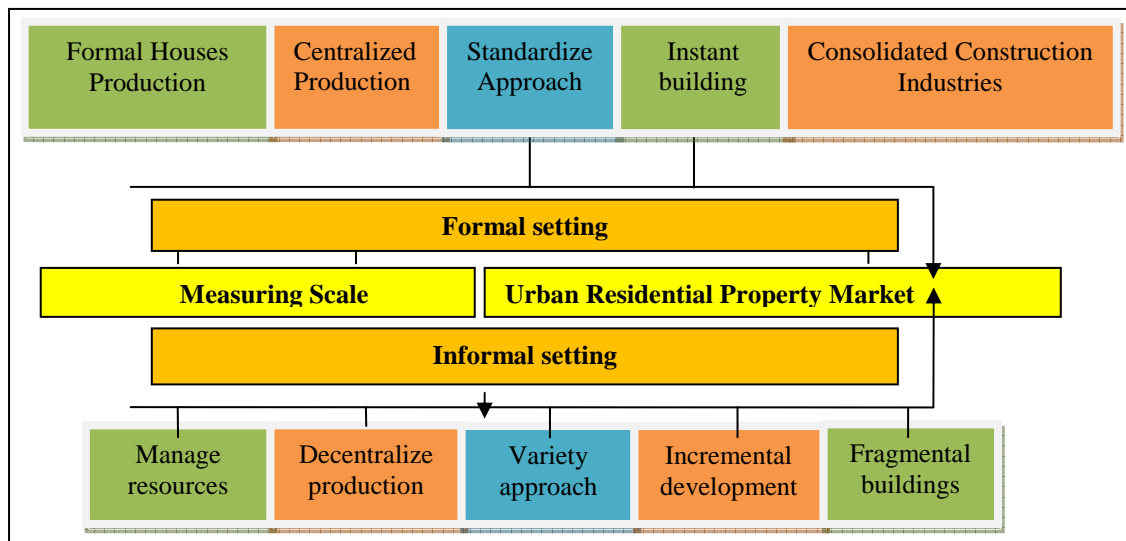 Formal Houses
Production
Centralized
Production
Standardize
Approach
Instant
building
Consolidated Construction
Industries
Formal setting
Measuring Scale
Urban Residential Property Market
Informal setting
Manage
resources
Decentralize
production
Variety
approach
Incremental
development
Fragmental
buildings